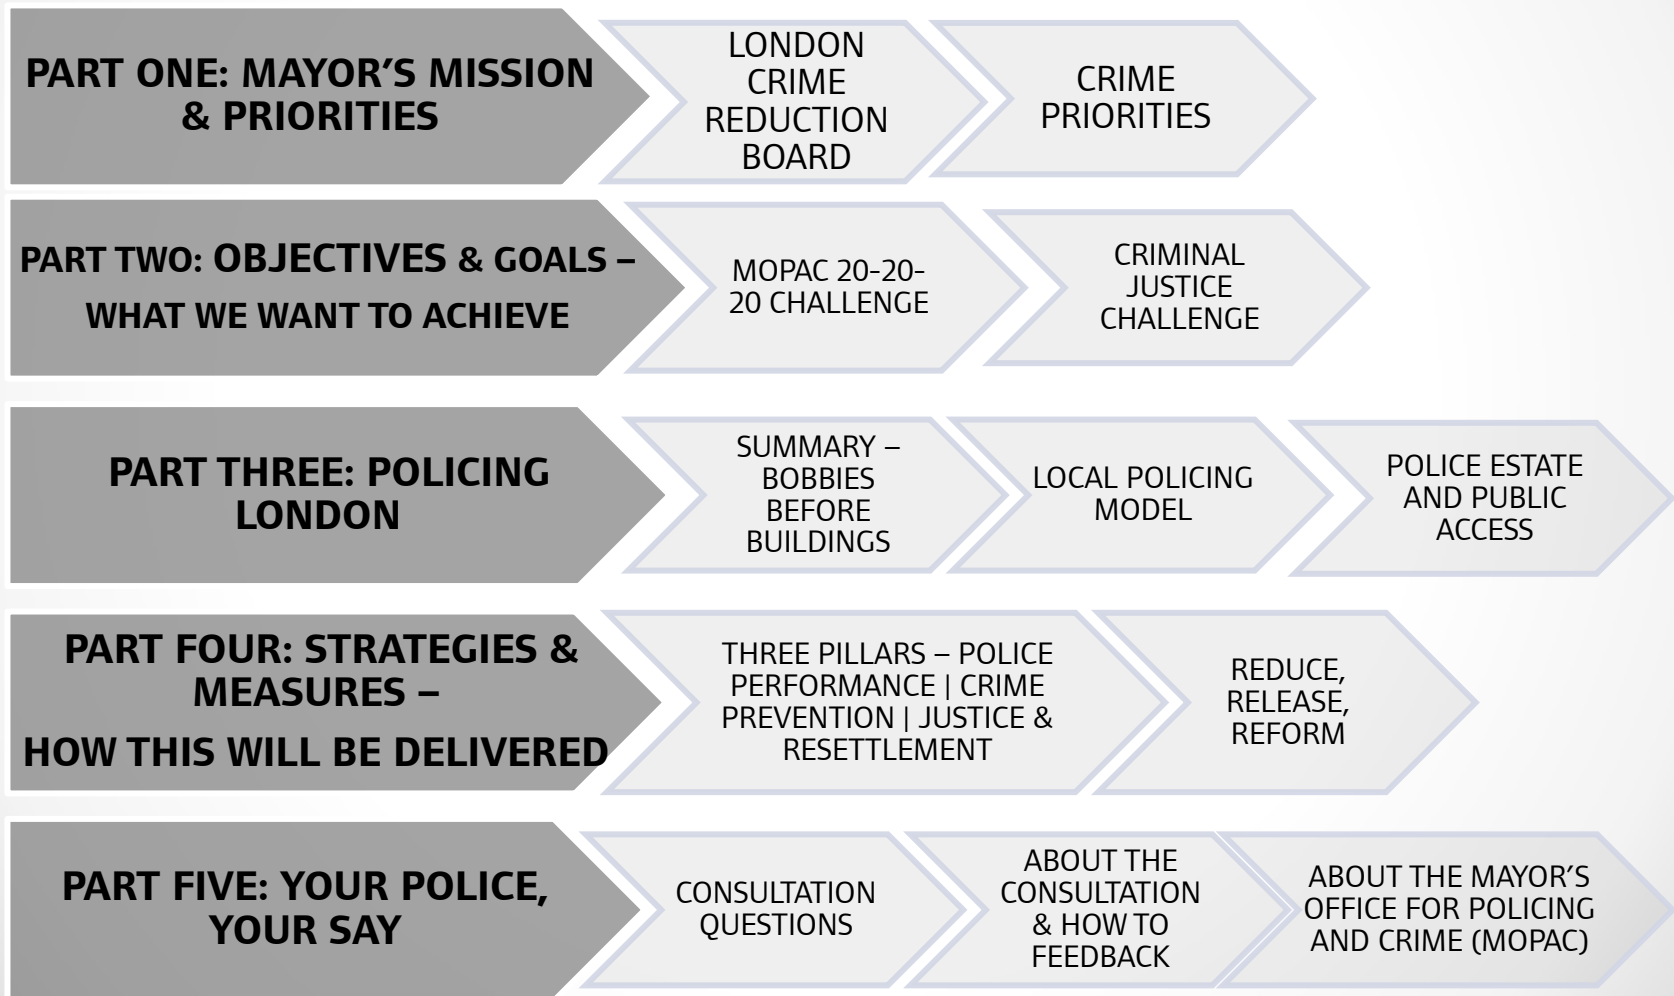 PART ONE: MAYOR’S MISSION
& PRIORITIES
LONDON
CRIME
REDUCTION
BOARD
CRIME
PRIORITIES
PART TWO: OBJECTIVES & GOALS –
WHAT WE WANT TO ACHIEVE
MOPAC 20-20-
20 CHALLENGE
CRIMINAL
JUSTICE
CHALLENGE
PART THREE: POLICING
LONDON
SUMMARY –
BOBBIES
BEFORE
BUILDINGS
LOCAL POLICING
MODEL
POLICE ESTATE
AND PUBLIC
ACCESS
PART FOUR: STRATEGIES &
MEASURES –
HOW THIS WILL BE DELIVERED
THREE PILLARS – POLICE
PERFORMANCE | CRIME
PREVENTION | JUSTICE &
RESETTLEMENT
REDUCE,
RELEASE,
REFORM
PART FIVE: YOUR POLICE,
YOUR SAY
CONSULTATION
QUESTIONS
ABOUT THE
CONSULTATION
& HOW TO
FEEDBACK
ABOUT THE MAYOR’S
OFFICE FOR POLICING
AND CRIME (MOPAC)